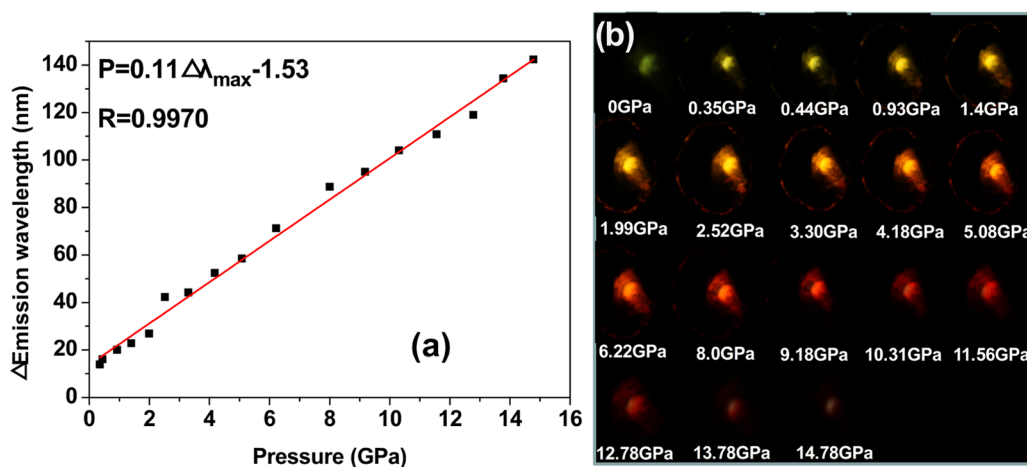 P=0.11△λmax-1.53
R=0.9970
(a)
△Emission wavelength (nm)
140
120
100
80
60
40
20
0
0 2 4 6 8 10 12 14 16
Pressure (GPa)
(b)
0GPa 0.35GPa 0.44GPa 0.93GPa 1.4GPa
1.99GPa 2.52GPa 3.30GPa 4.18GPa 5.08GPa
6.22GPa 8.0GPa 9.18GPa 10.31GPa 11.56GPa
12.78GPa 13.78GPa 14.78GPa